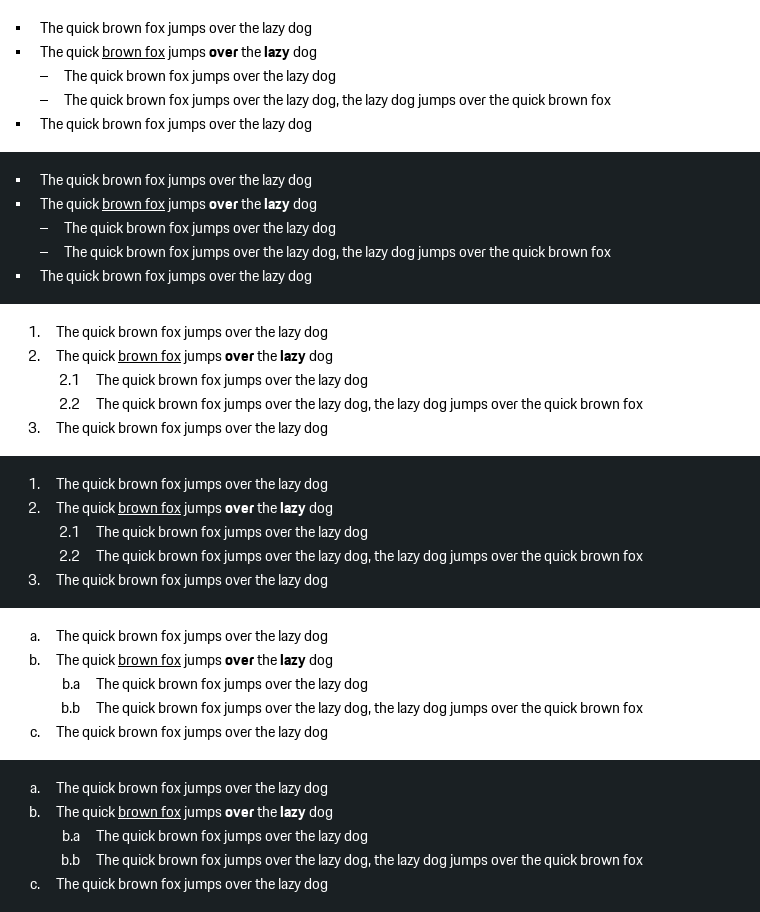 ▪ The quick brown fox jumps over the lazy dog
▪ The quick brown fox jumps over the lazy dog
– The quick brown fox jumps over the lazy dog
– The quick brown fox jumps over the lazy dog, the lazy dog jumps over the quick brown fox
▪ The quick brown fox jumps over the lazy dog
▪ The quick brown fox jumps over the lazy dog
▪ The quick brown fox jumps over the lazy dog
– The quick brown fox jumps over the lazy dog
– The quick brown fox jumps over the lazy dog, the lazy dog jumps over the quick brown fox
▪ The quick brown fox jumps over the lazy dog
1. The quick brown fox jumps over the lazy dog
2. The quick brown fox jumps over the lazy dog
2.1 The quick brown fox jumps over the lazy dog
2.2 The quick brown fox jumps over the lazy dog, the lazy dog jumps over the quick brown fox
3. The quick brown fox jumps over the lazy dog
1. The quick brown fox jumps over the lazy dog
2. The quick brown fox jumps over the lazy dog
2.1 The quick brown fox jumps over the lazy dog
2.2 The quick brown fox jumps over the lazy dog, the lazy dog jumps over the quick brown fox
3. The quick brown fox jumps over the lazy dog
a. The quick brown fox jumps over the lazy dog
b. The quick brown fox jumps over the lazy dog
b.a The quick brown fox jumps over the lazy dog
b.b The quick brown fox jumps over the lazy dog, the lazy dog jumps over the quick brown fox
c. The quick brown fox jumps over the lazy dog
a. The quick brown fox jumps over the lazy dog
b. The quick brown fox jumps over the lazy dog
b.a The quick brown fox jumps over the lazy dog
b.b The quick brown fox jumps over the lazy dog, the lazy dog jumps over the quick brown fox
c. The quick brown fox jumps over the lazy dog